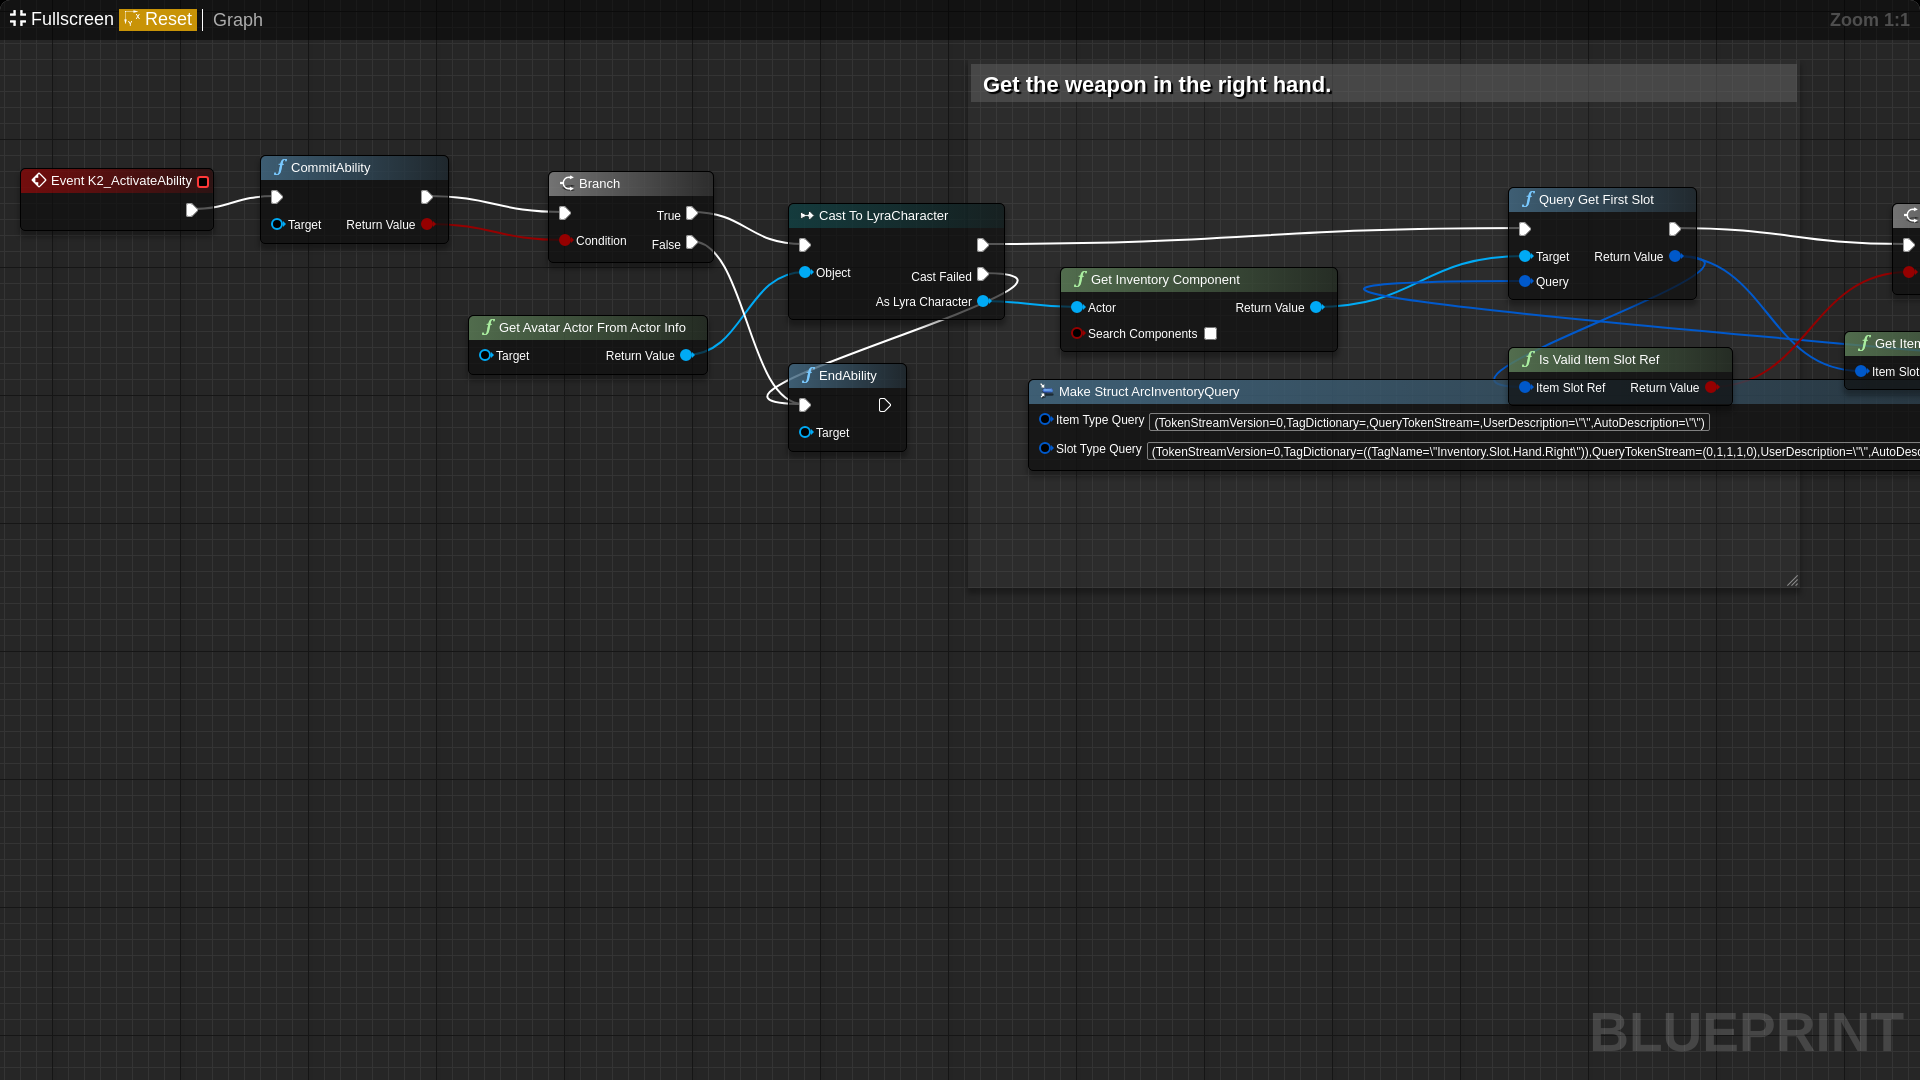 Fullscreen Reset Graph Zoom 1:1
Get the weapon in the right hand.
Event K2_ActivateAbility
CommitAbility
Target Return Value
Branch
True
Condition
False
Get Avatar Actor From Actor Info
Target Return Value
Cast To LyraCharacter
Object
Cast Failed
As Lyra Character
EndAbility
Target
Get Inventory Component
Actor Return Value
Search Components
Query Get First Slot
Target Return Value
Query
Is Valid Item Slot Ref
Item Slot Ref Return Value
Make Struct ArcInventoryQuery
Item Type Query (TokenStreamVersion=0,TagDictionary=,QueryTokenStream=,UserDescription=\"\",AutoDescription=\"\")
Slot Type Query (TokenStreamVersion=0,TagDictionary=((TagName=\"Inventory.Slot.Hand.Right\")),QueryTokenStream=(0,1,1,1,0),UserDescription=\"\",AutoDesc
Get Iten
Item Slot
BLUEPRINT